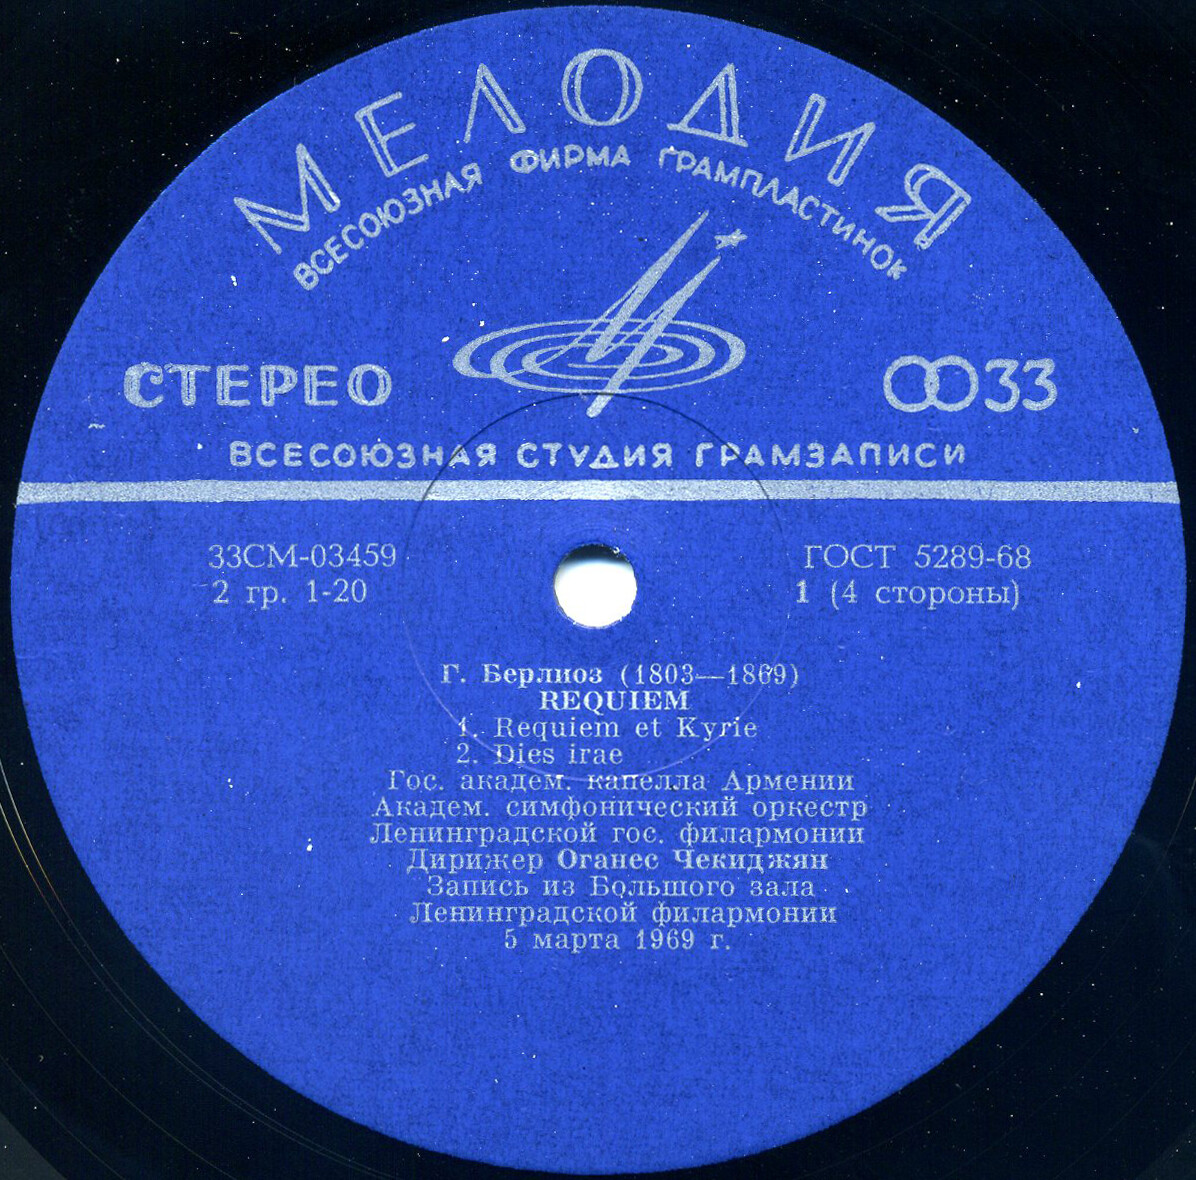 МЕЛОДИЯ
ВСЕСОЮЗНАЯ ФИРМА ГРАМПЛАСТИНОК
СТЕРЕО
33
ВСЕСОЮЗНАЯ СТУДИЯ ГРАМЗАПИСИ
33СМ-03459
ГОСТ 5289-68
2 гр. 1-20
1 (4 стороны)
Г. Берлиоз (1803—1869)
REQUIEM
1. Requiem et Kyrie
2. Dies irae
Гос. академ. капелла Армении
Академ. симфонический оркестр
Ленинградской гос. филармонии
Дирижер Оганес Чекиджян
Запись из Большого зала
Ленинградской филармонии
5 марта 1969 г.